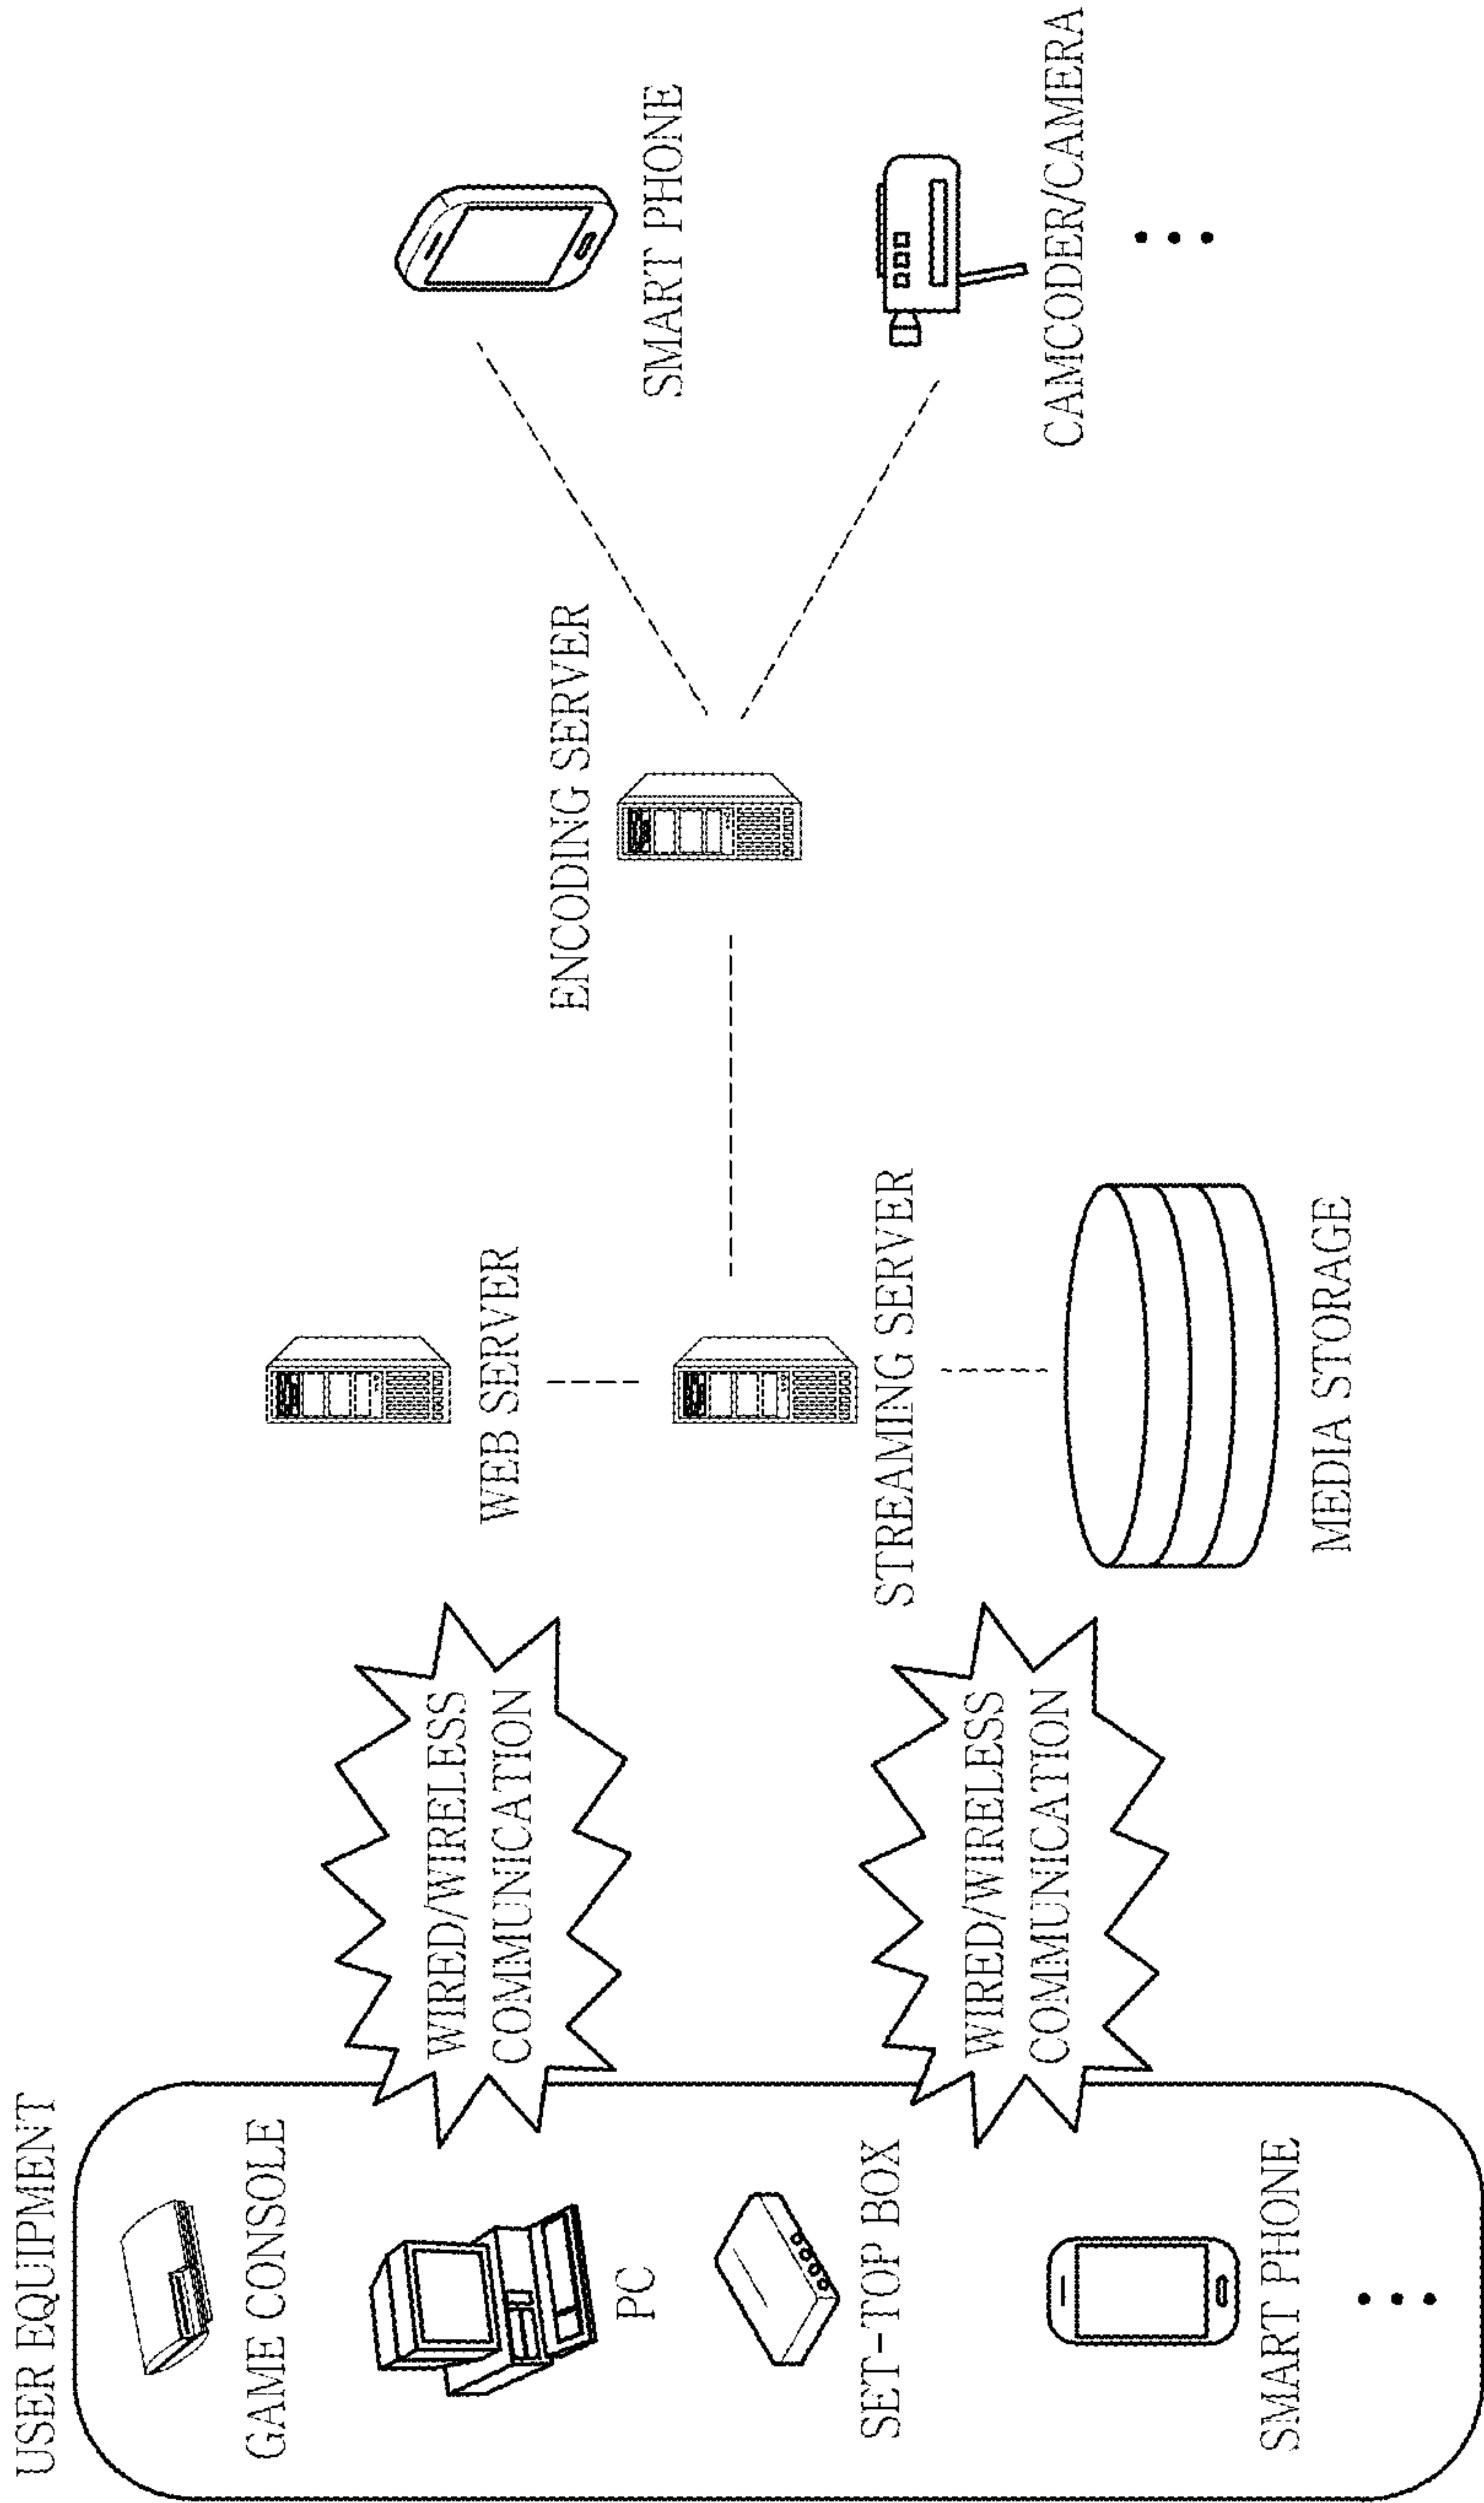 USER EQUIPMENT
GAME CONSOLE
PC
SET-TOP BOX
SMART PHONE
WIRED/WIRELESS
COMMUNICATION
WIRED/WIRELESS
COMMUNICATION
WEB SERVER
STREAMING SERVER
MEDIA STORAGE
ENCODING SERVER
SMART PHONE
CAMCODER/CAMERA